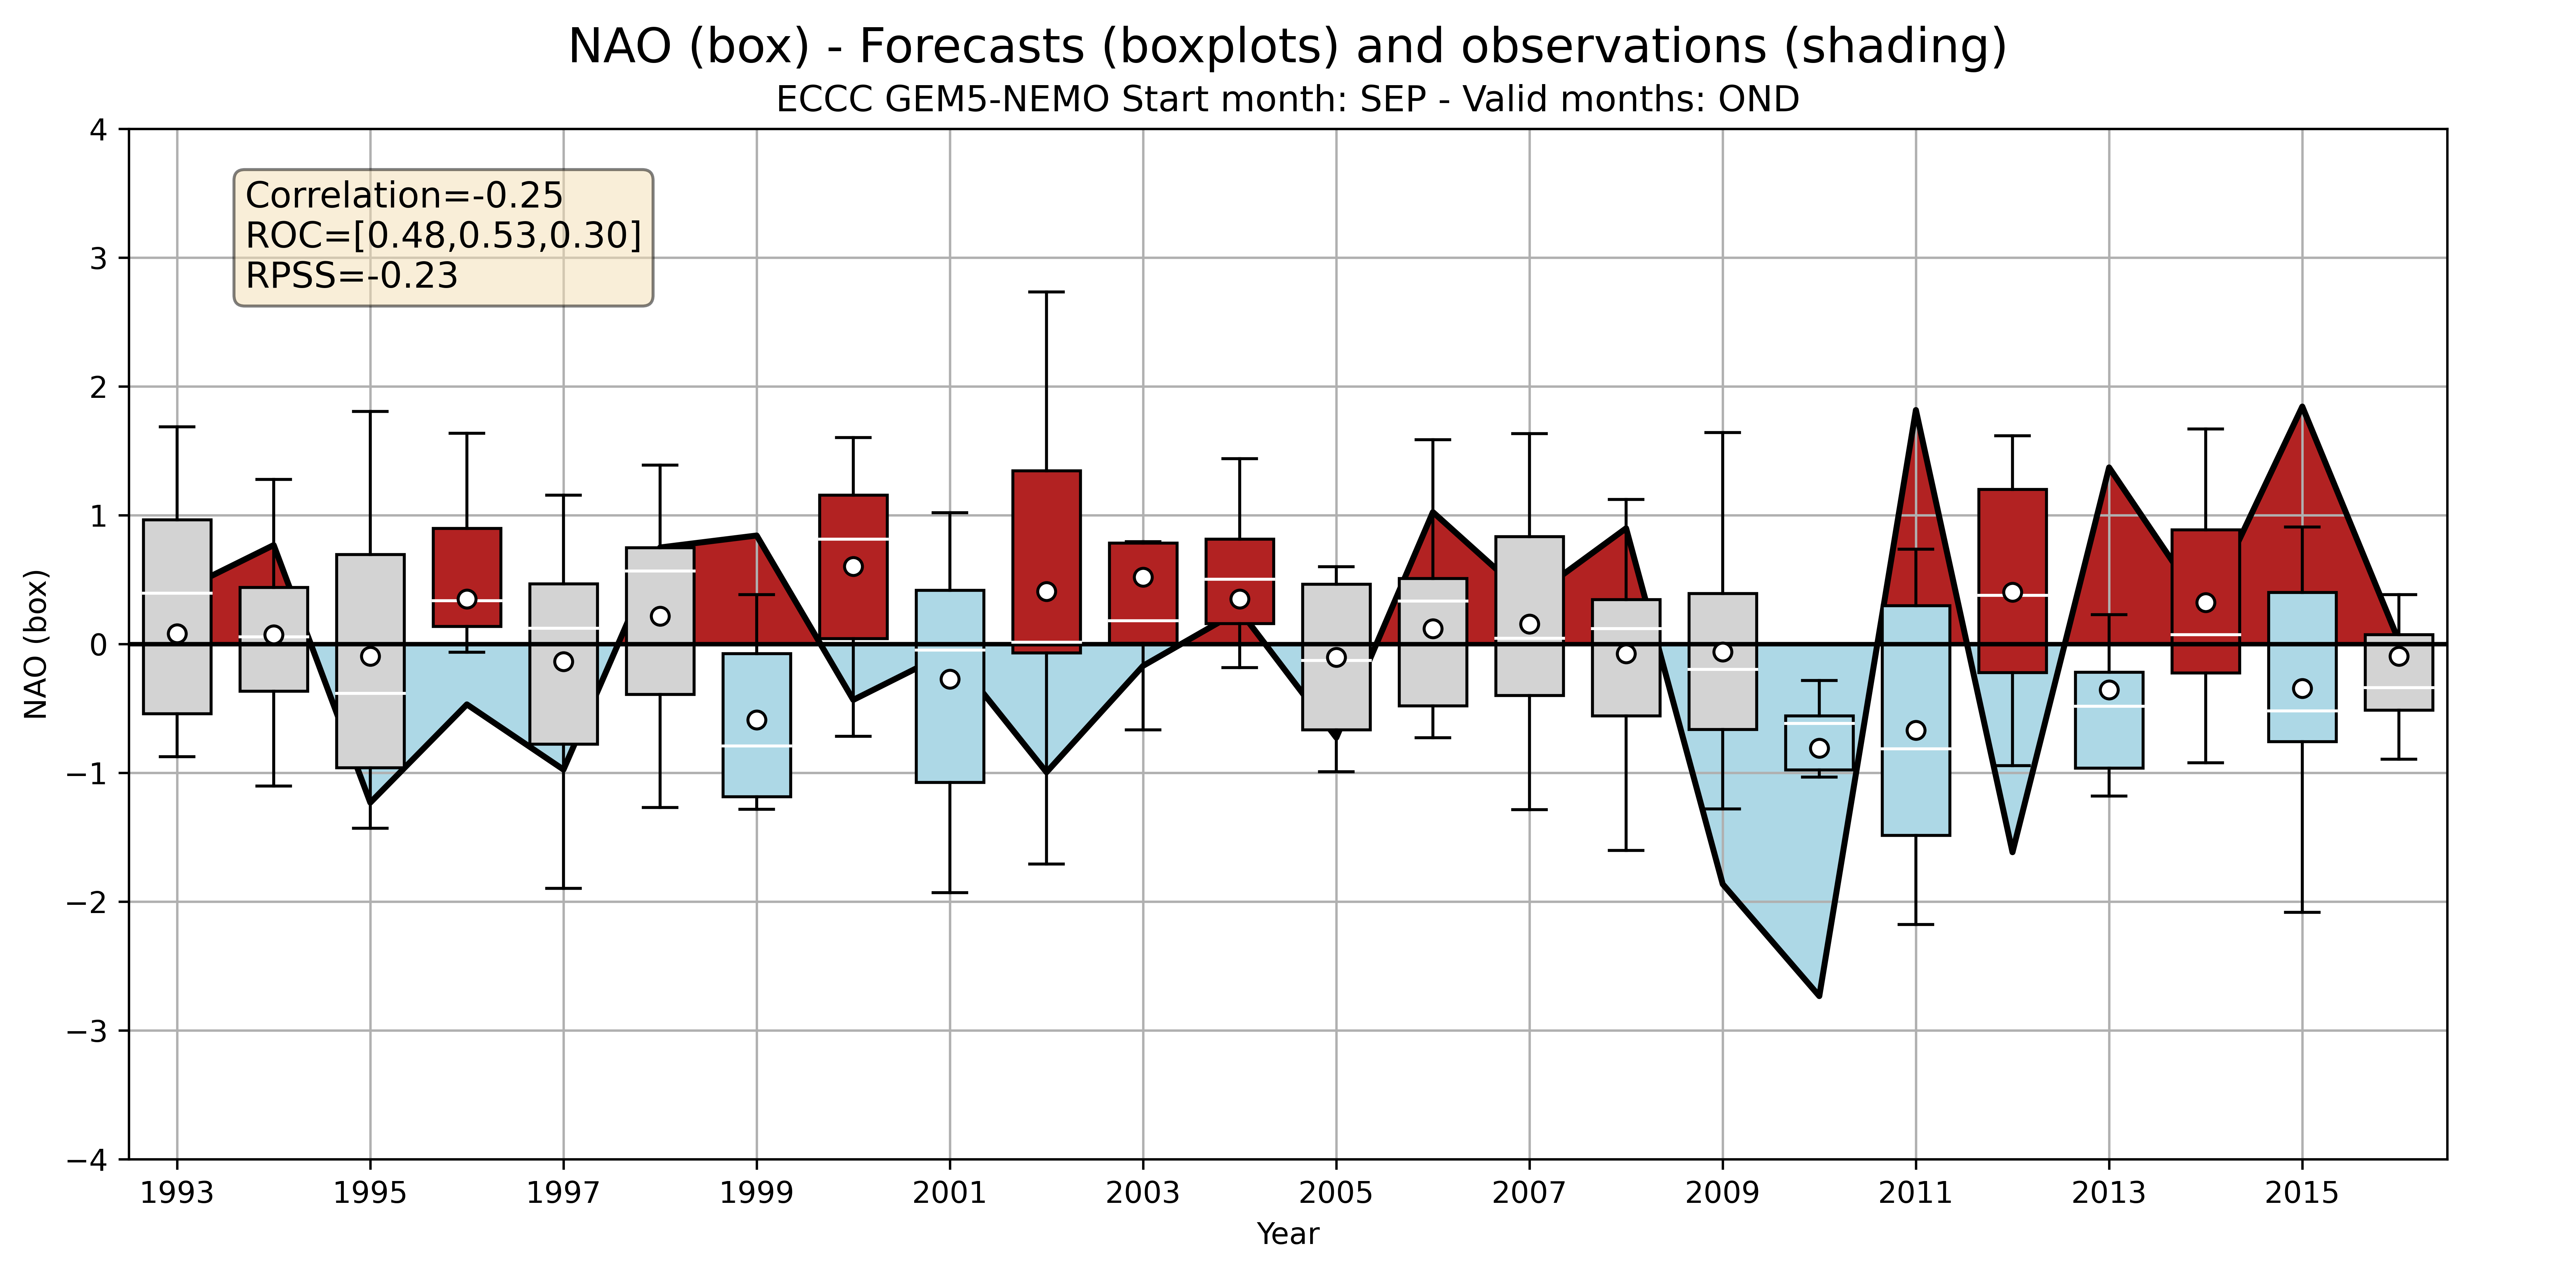 NAO (box) - Forecasts (boxplots) and observations (shading)
ECCC GEM5-NEMO Start month: SEP - Valid months: OND
Correlation=-0.25
ROC=[0.48,0.53,0.30]
RPSS=-0.23
NAO (box)
4
3
2
1
0
−1
−2
−3
−4
1993 1995 1997 1999 2001 2003 2005 2007 2009 2011 2013 2015
Year